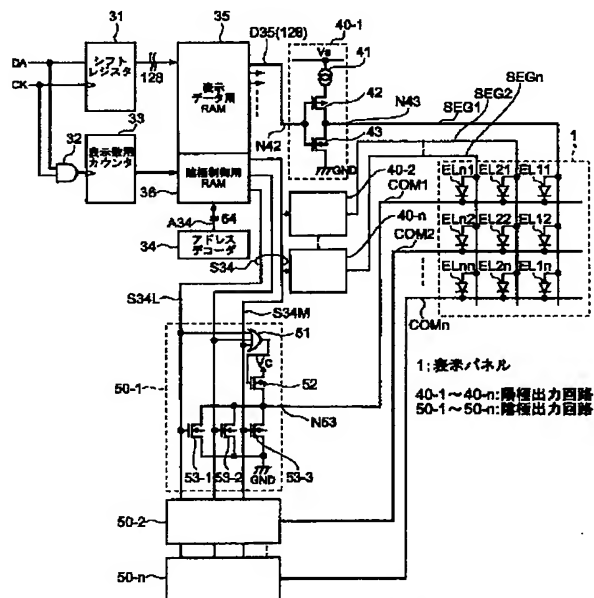 31
35
D35(128)
40-1
DA
シフト
レジスタ
128
表示
データ用
RAM
Vs
41
CK
SEGn
SEG2
SEG1
33
42
N43
43
1
32
表示数用
カウンタ
N42
GND
陰極制御用
RAM
40-2
COM1
ELn1
EL21
EL11
36
A34
64
34
アドレス
デコーダ
S34
40-n
COM2
ELn2
EL22
EL12
ELnn
EL2n
EL1n
S34L
S34M
COMn
51
50-1
Vc
52
N53
53-1
53-2
53-3
GND
1;表示パネル
40-1～40-n:陽極出力回路
50-1～50-n:陰極出力回路
50-2
50-n